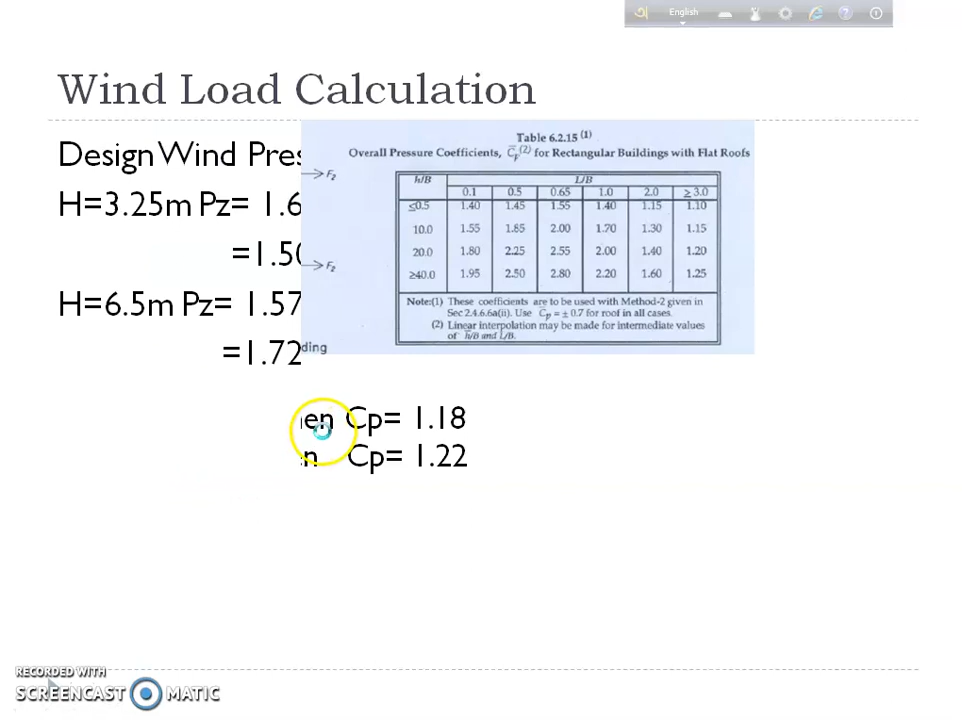 English
Wind Load Calculation
Table 6.2.15 (1)
Overall Pressure Coefficients, C̅p(2) for Rectangular Buildings with Flat Roofs
Design Wind Pres
h/B L/B
0.1 0.5 0.65 1.0 2.0 ≥ 3.0
≤0.5 1.40 1.45 1.55 1.40 1.15 1.10
10.0 1.55 1.85 2.00 1.70 1.30 1.15
20.0 1.80 2.25 2.55 2.00 1.40 1.20
≥40.0 1.95 2.50 2.80 2.20 1.60 1.25
Note:(1) These coefficients are to be used with Method-2 given in
Sec 2.4.6.6a(ii). Use C̅p = ± 0.7 for roof in all cases.
(2) Linear interpolation may be made for intermediate values
of h/B and L/B.
F2
F2
ding
H=3.25m Pz= 1.6
=1.50
H=6.5m Pz= 1.57
=1.72
en Cp= 1.18
n Cp= 1.22
RECORDED WITH
SCREENCAST MATIC